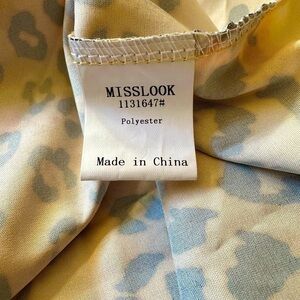 MISSLOOK
1131647#
Polyester
Made in China